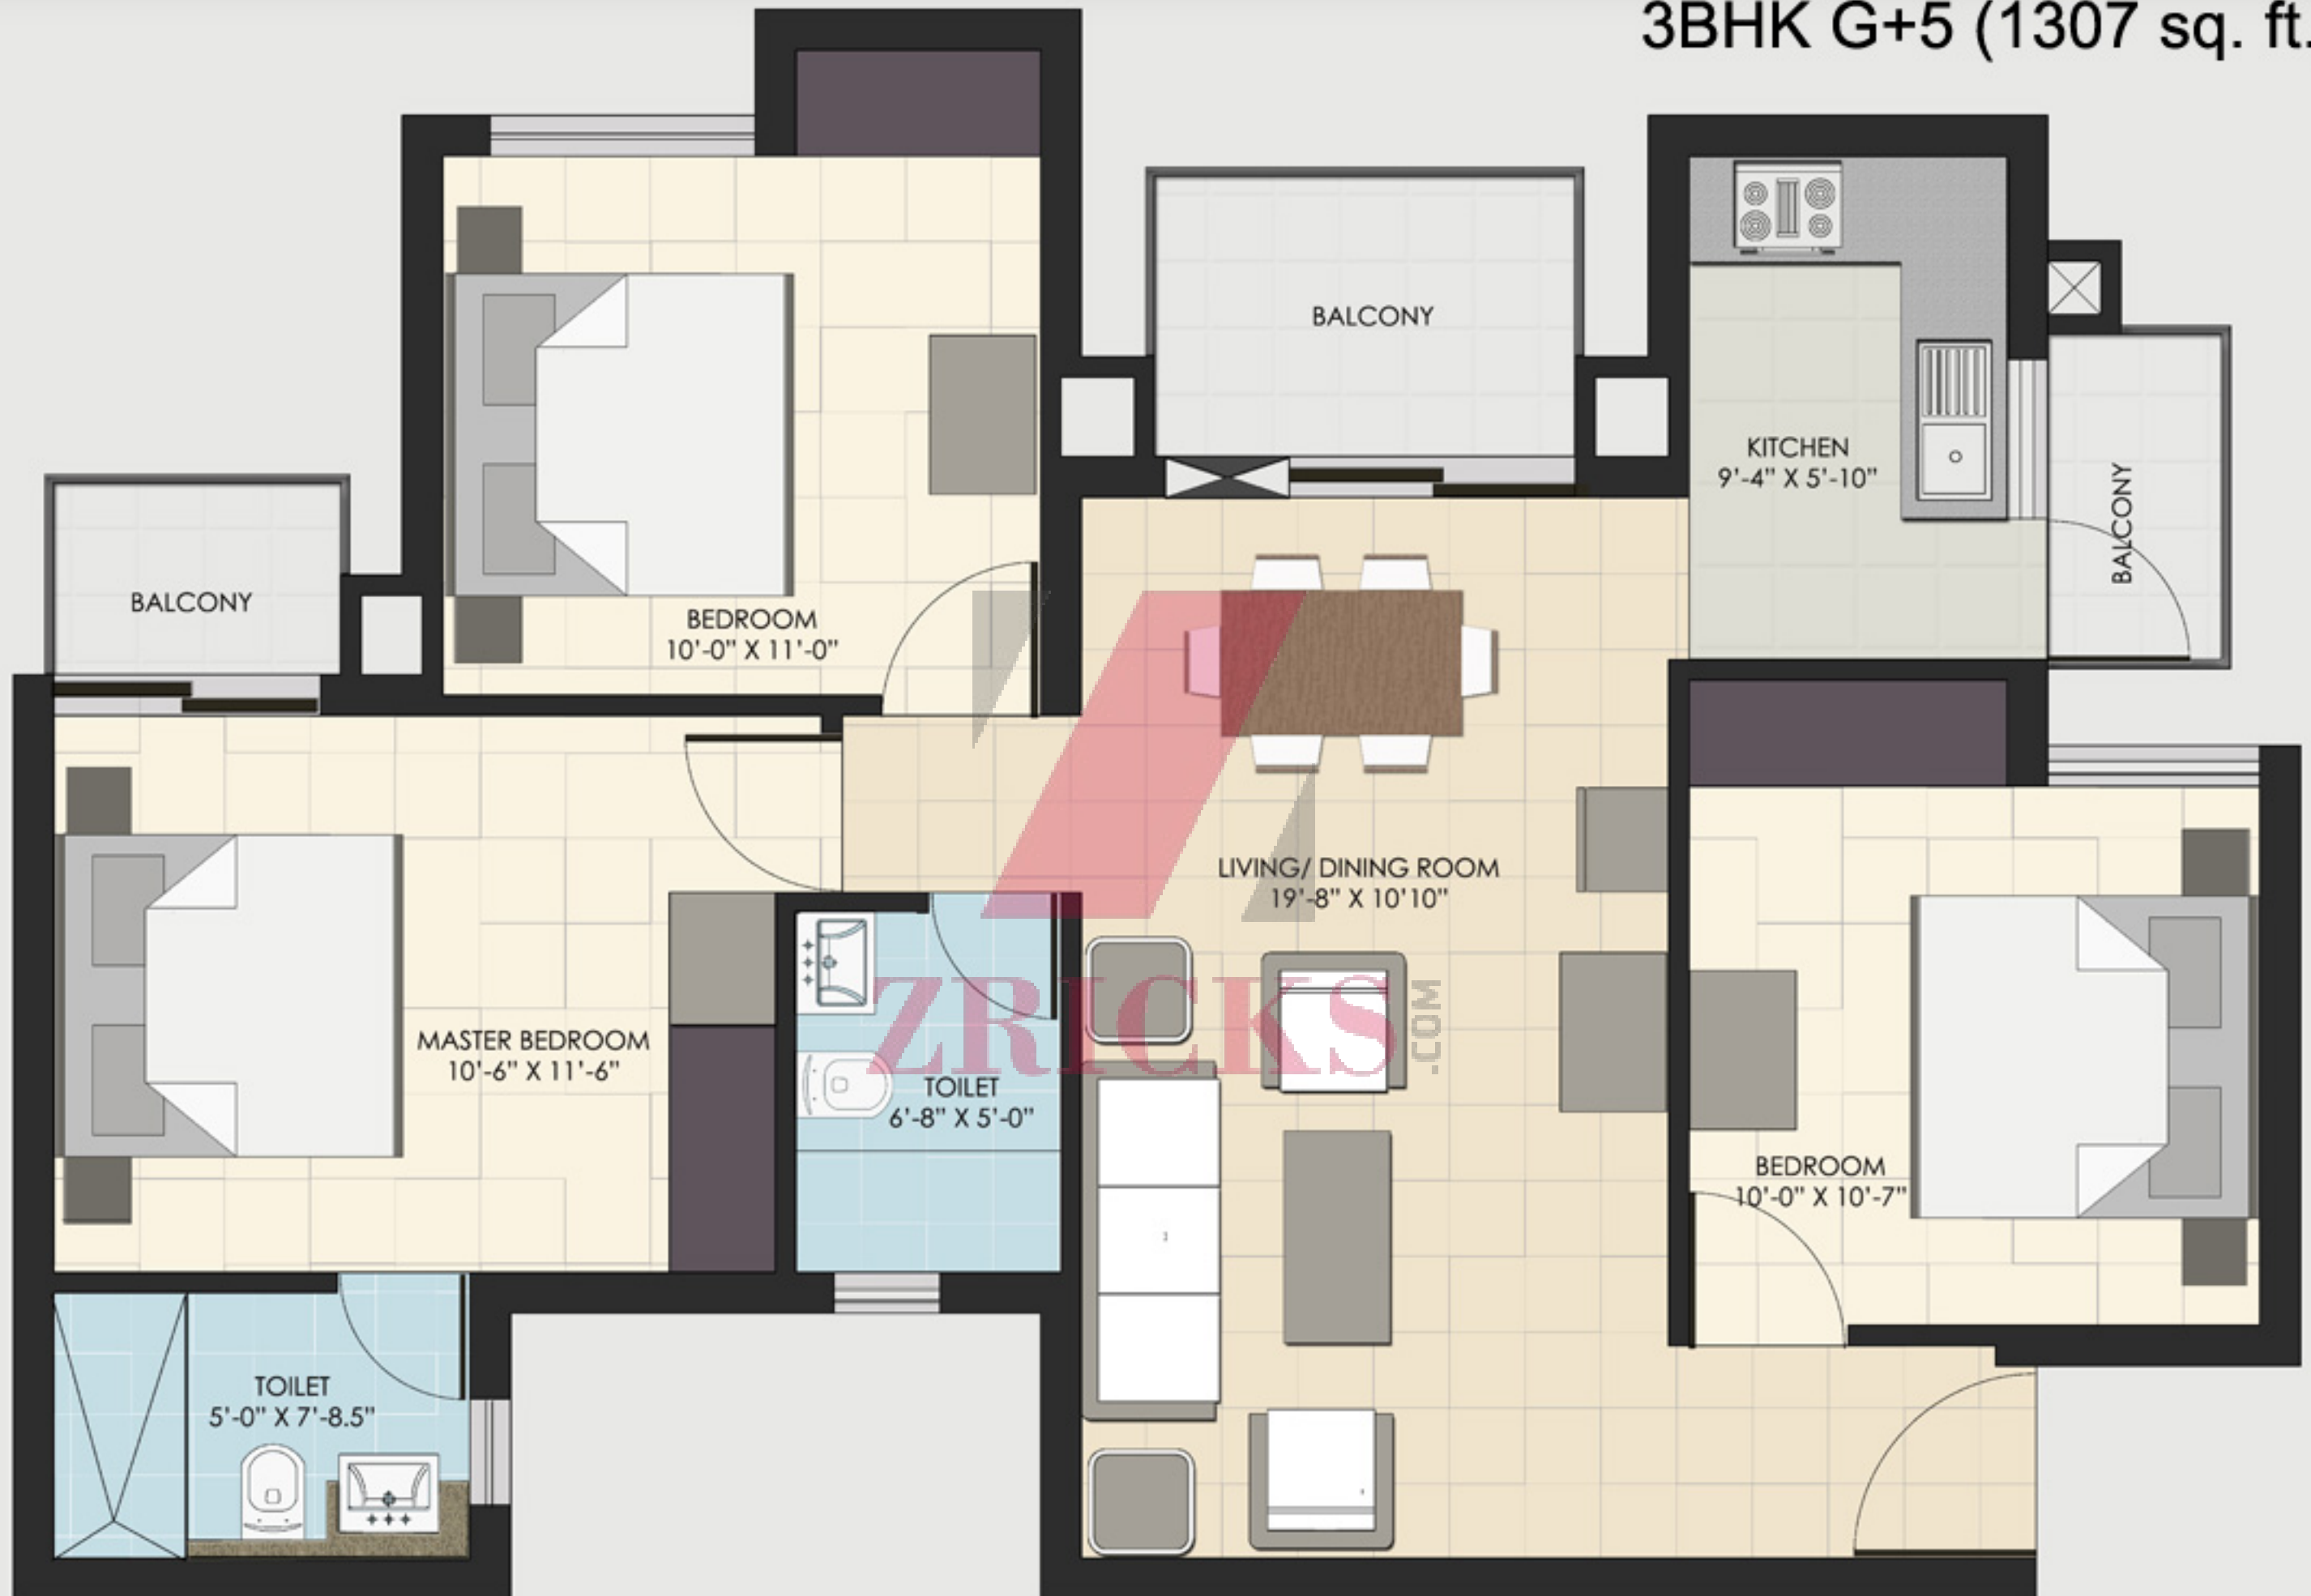 3BHK G+5 (1307 sq. ft.
BALCONY
KITCHEN
9'-4" X 5'-10"
BALCONY
BALCONY
BEDROOM
10'-0" X 11'-0"
LIVING/ DINING ROOM
19'-8" X 10'10"
ZRICKS
.COM
MASTER BEDROOM
10'-6" X 11'-6"
TOILET
6'-8" X 5'-0"
BEDROOM
10'-0" X 10'-7"
TOILET
5'-0" X 7'-8.5"